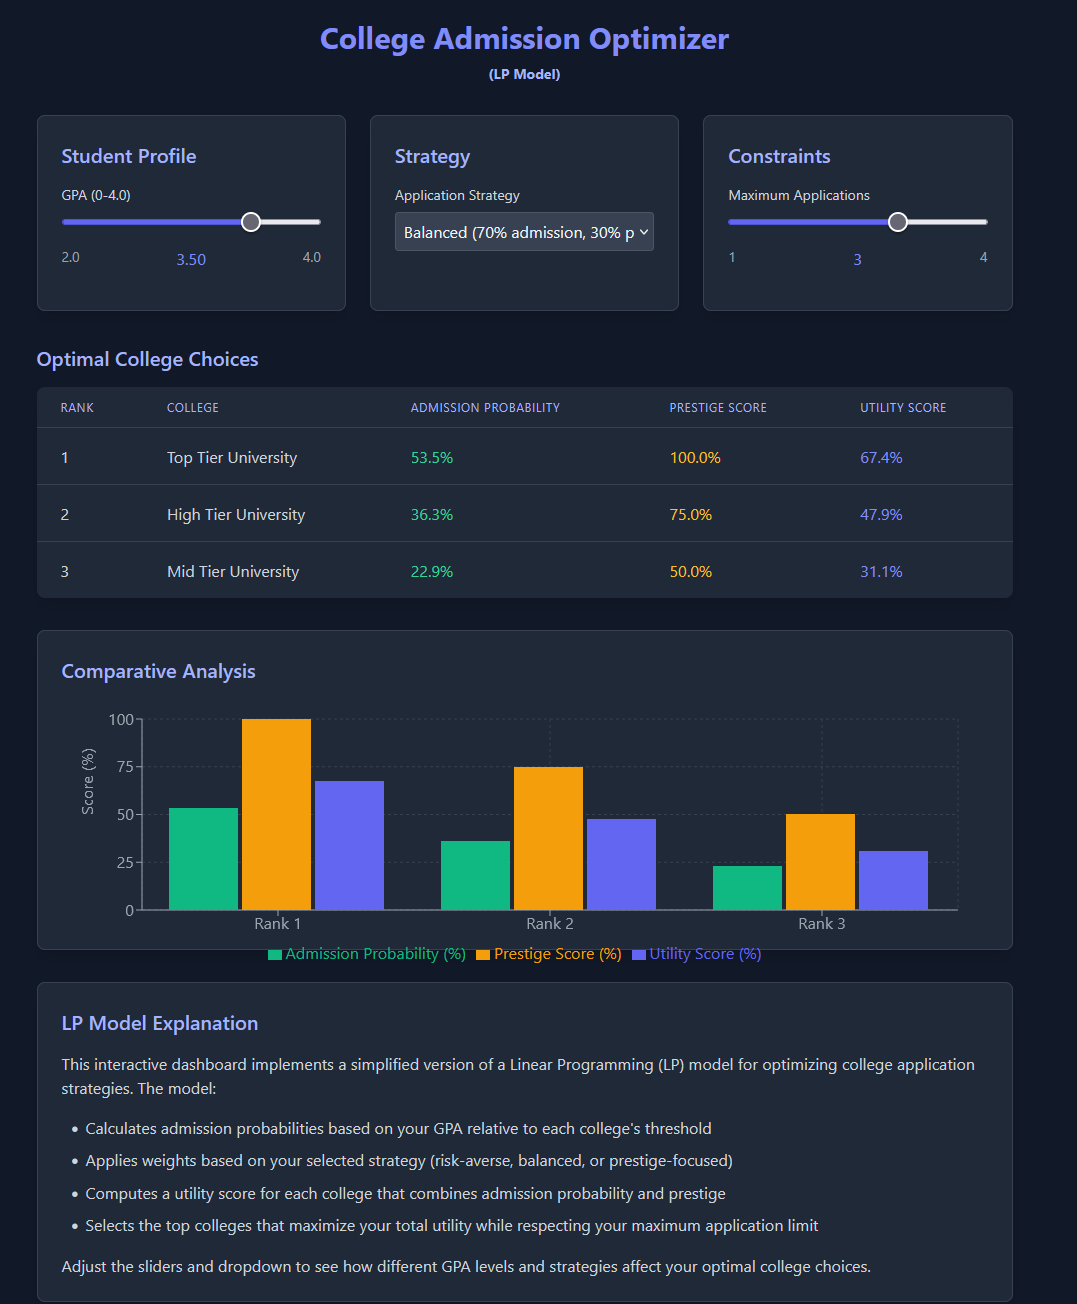 College Admission Optimizer
(LP Model)
Student Profile
GPA (0-4.0)
2.0 3.50 4.0
Strategy
Application Strategy
Balanced (70% admission, 30% p
Constraints
Maximum Applications
1 3 4
Optimal College Choices
RANK COLLEGE ADMISSION PROBABILITY PRESTIGE SCORE UTILITY SCORE
1 Top Tier University 53.5% 100.0% 67.4%
2 High Tier University 36.3% 75.0% 47.9%
3 Mid Tier University 22.9% 50.0% 31.1%
Comparative Analysis
Score (%)
100
75
50
25
0
Rank 1 Rank 2 Rank 3
Admission Probability (%) Prestige Score (%) Utility Score (%)
LP Model Explanation
This interactive dashboard implements a simplified version of a Linear Programming (LP) model for optimizing college application
strategies. The model:
• Calculates admission probabilities based on your GPA relative to each college's threshold
• Applies weights based on your selected strategy (risk-averse, balanced, or prestige-focused)
• Computes a utility score for each college that combines admission probability and prestige
• Selects the top colleges that maximize your total utility while respecting your maximum application limit
Adjust the sliders and dropdown to see how different GPA levels and strategies affect your optimal college choices.